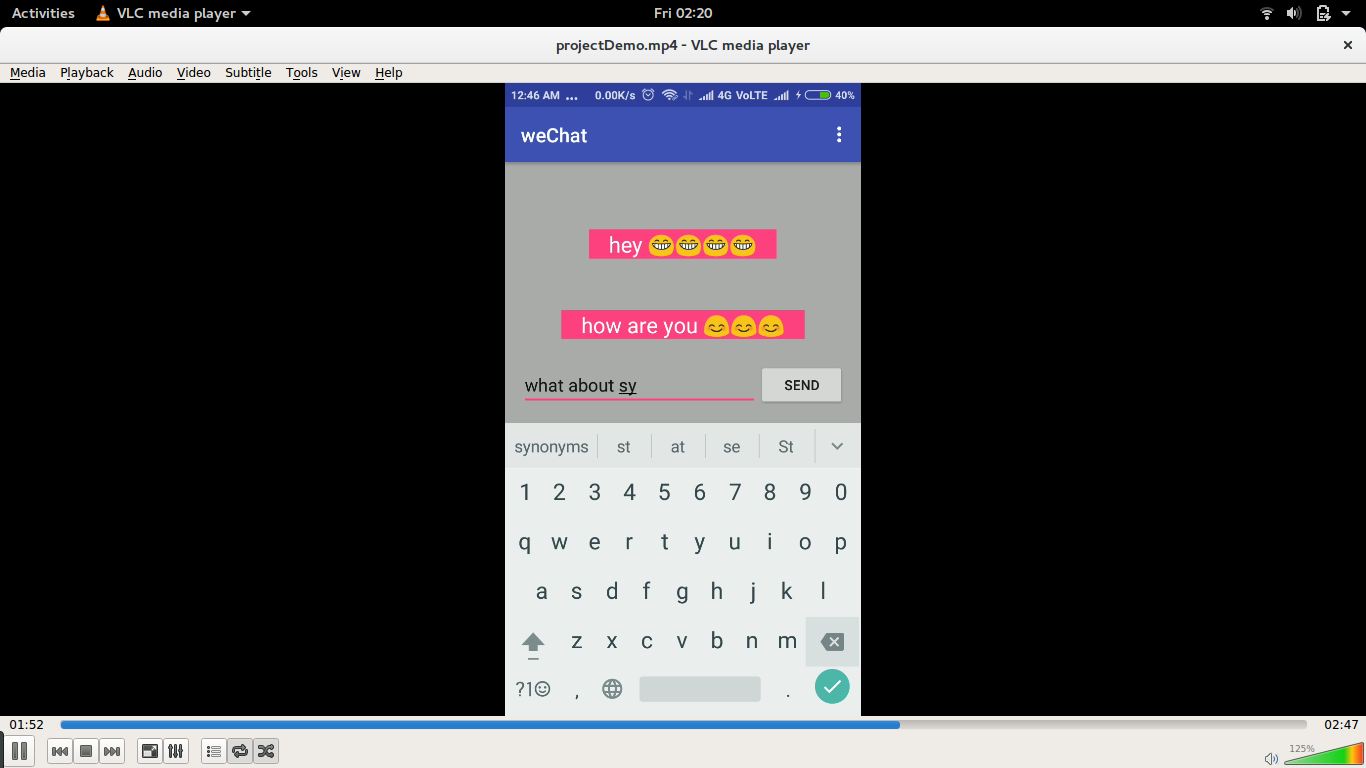 Activities VLC media player Fri 02:20
projectDemo.mp4 - VLC media player ×
Media Playback Audio Video Subtitle Tools View Help
12:46 AM ... 0.00K/s 4G VoLTE 40%
weChat
hey 😁😁😁😁
how are you 😊😊😊
what about sy SEND
synonyms st at se St
1 2 3 4 5 6 7 8 9 0
q w e r t y u i o p
a s d f g h j k l
z x c v b n m
?1☺ , .
01:52 02:47
125%